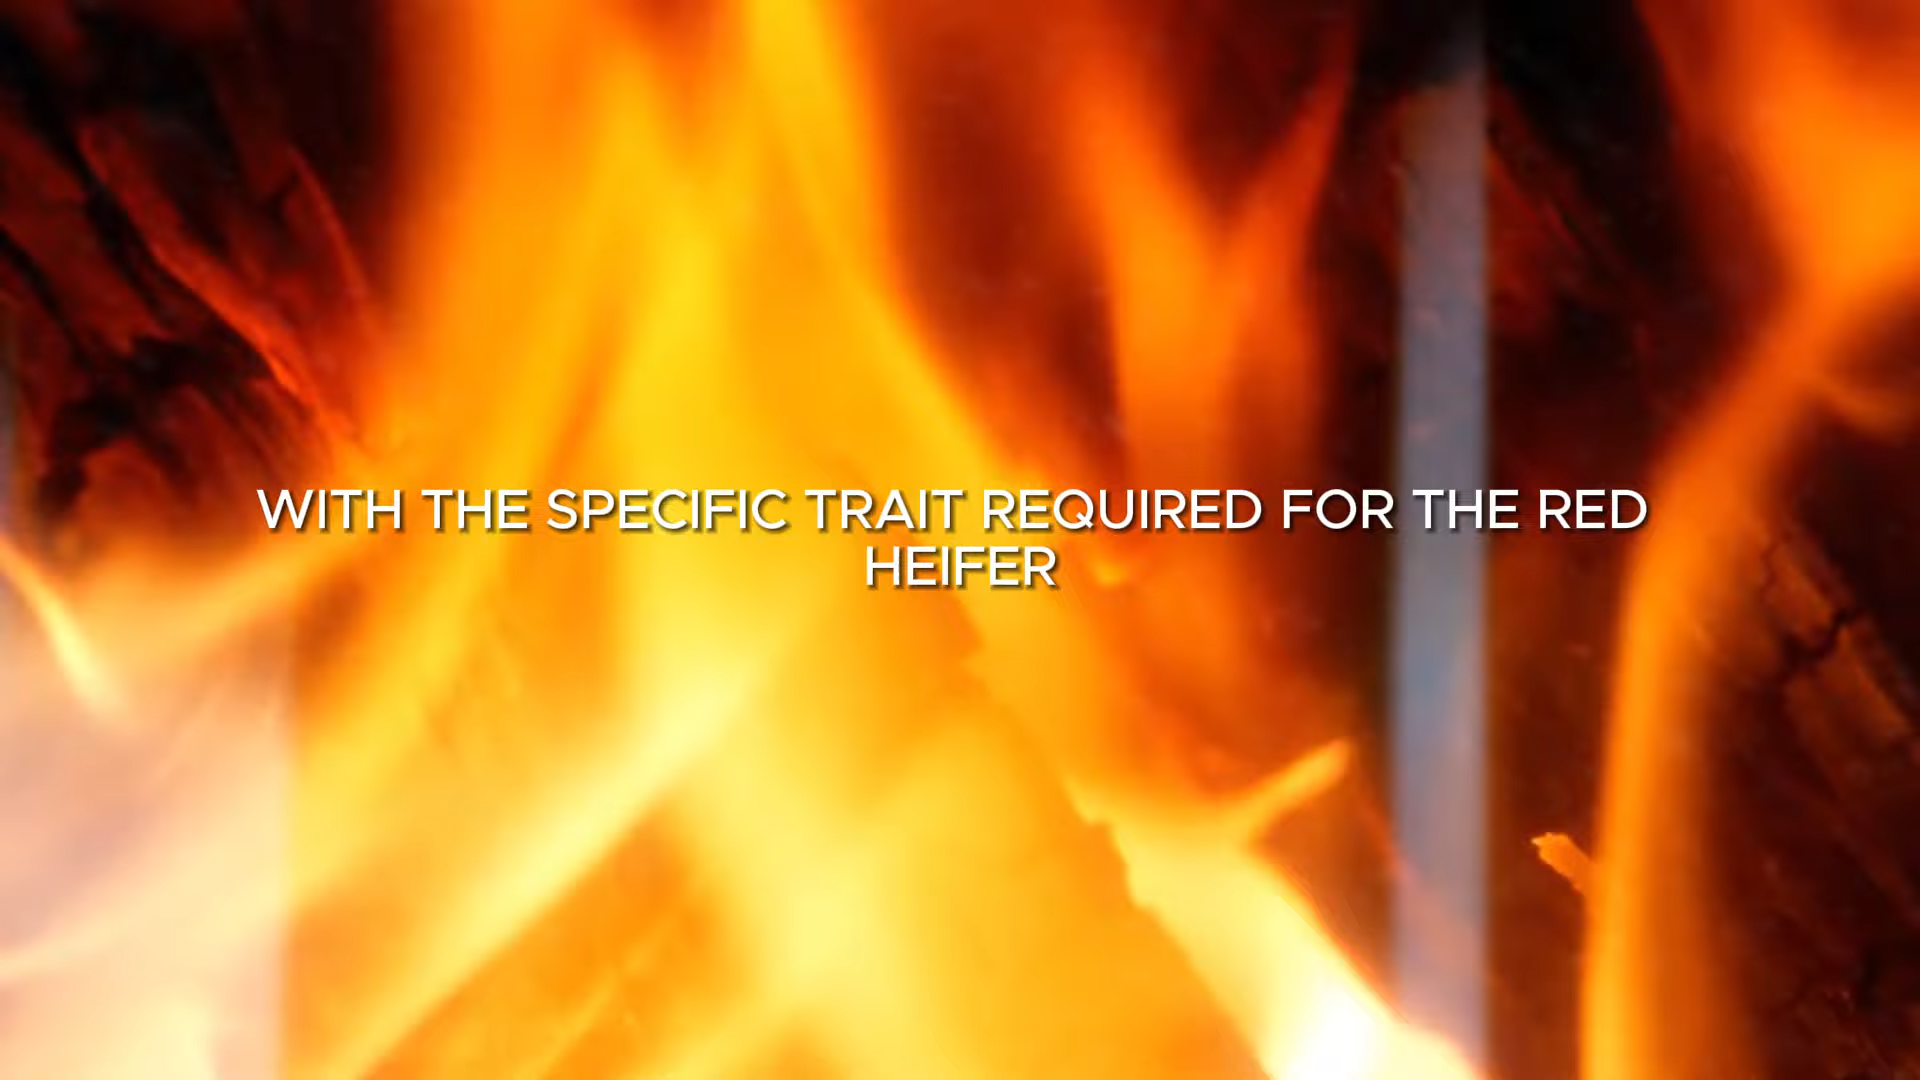 WITH THE SPECIFIC TRAIT REQUIRED FOR THE RED
HEIFER